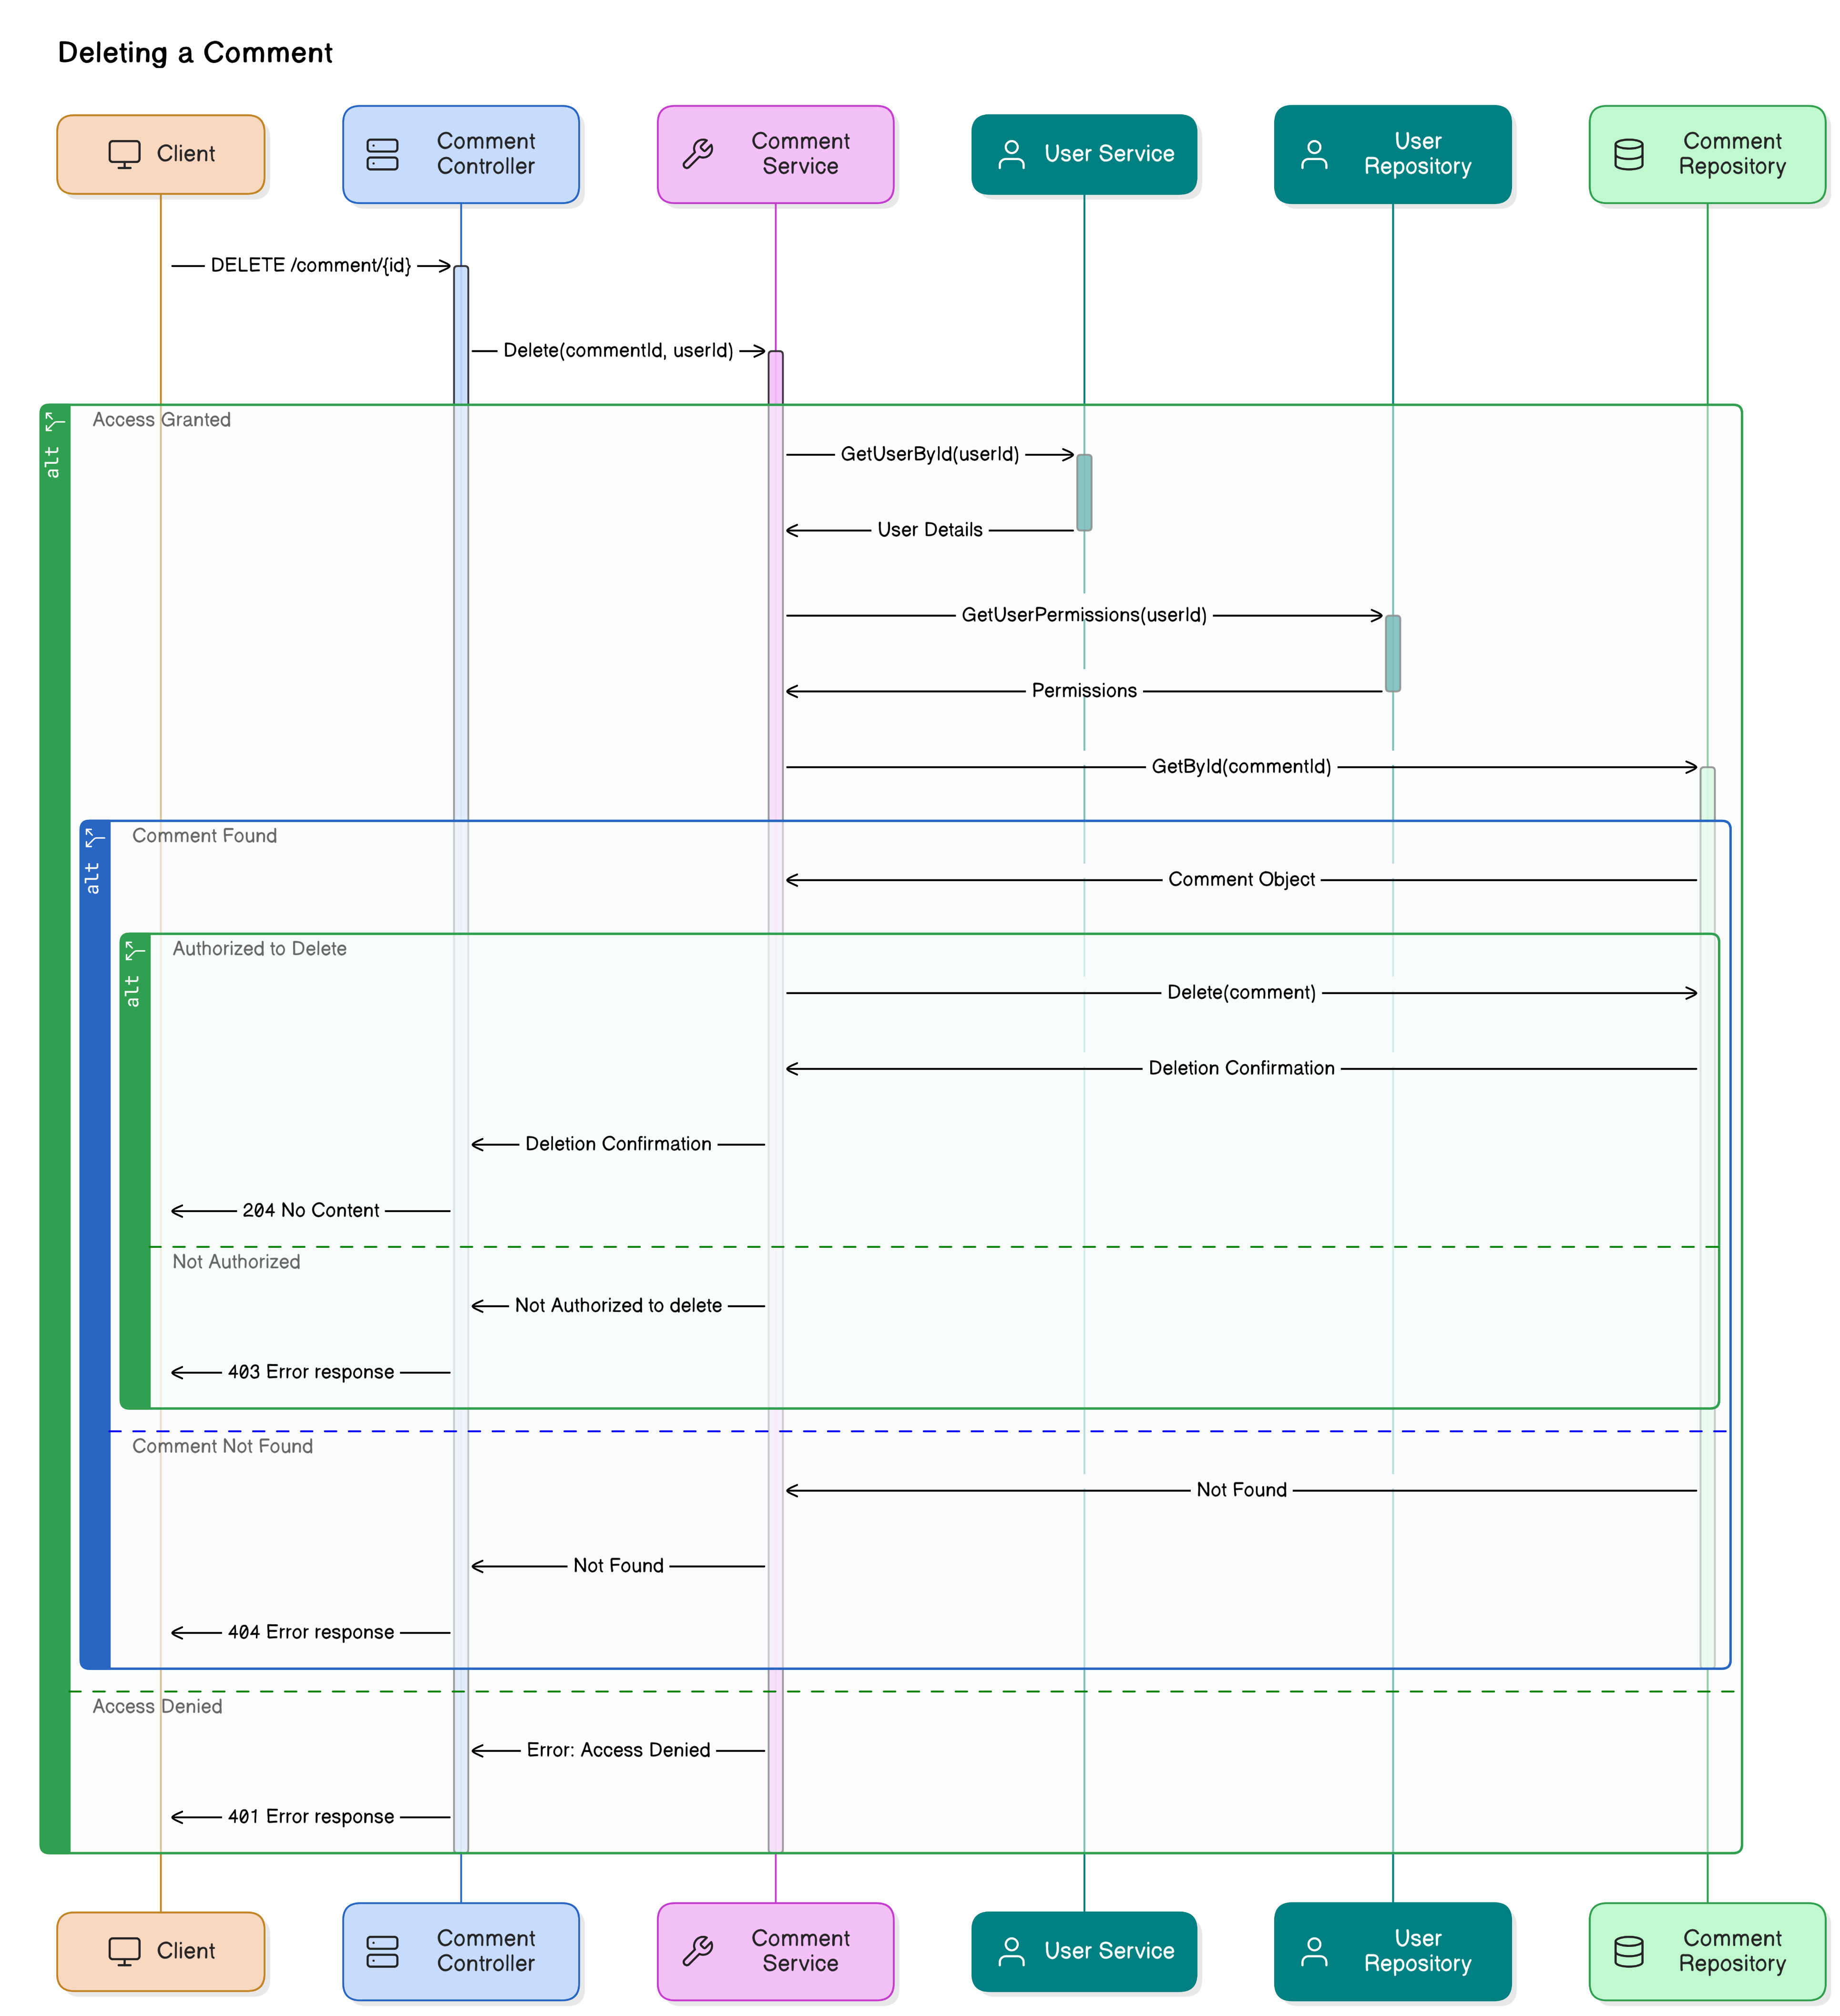 Deleting a Comment
Client
Comment
Controller
Comment
Service
User Service
User
Repository
Comment
Repository
DELETE /comment/{id}
Delete(commentId, userId)
alt
Access Granted
GetUserById(userId)
User Details
GetUserPermissions(userId)
Permissions
GetById(commentId)
alt
Comment Found
Comment Object
alt
Authorized to Delete
Delete(comment)
Deletion Confirmation
Deletion Confirmation
204 No Content
Not Authorized
Not Authorized to delete
403 Error response
Comment Not Found
Not Found
Not Found
404 Error response
Access Denied
Error: Access Denied
401 Error response
Client
Comment
Controller
Comment
Service
User Service
User
Repository
Comment
Repository